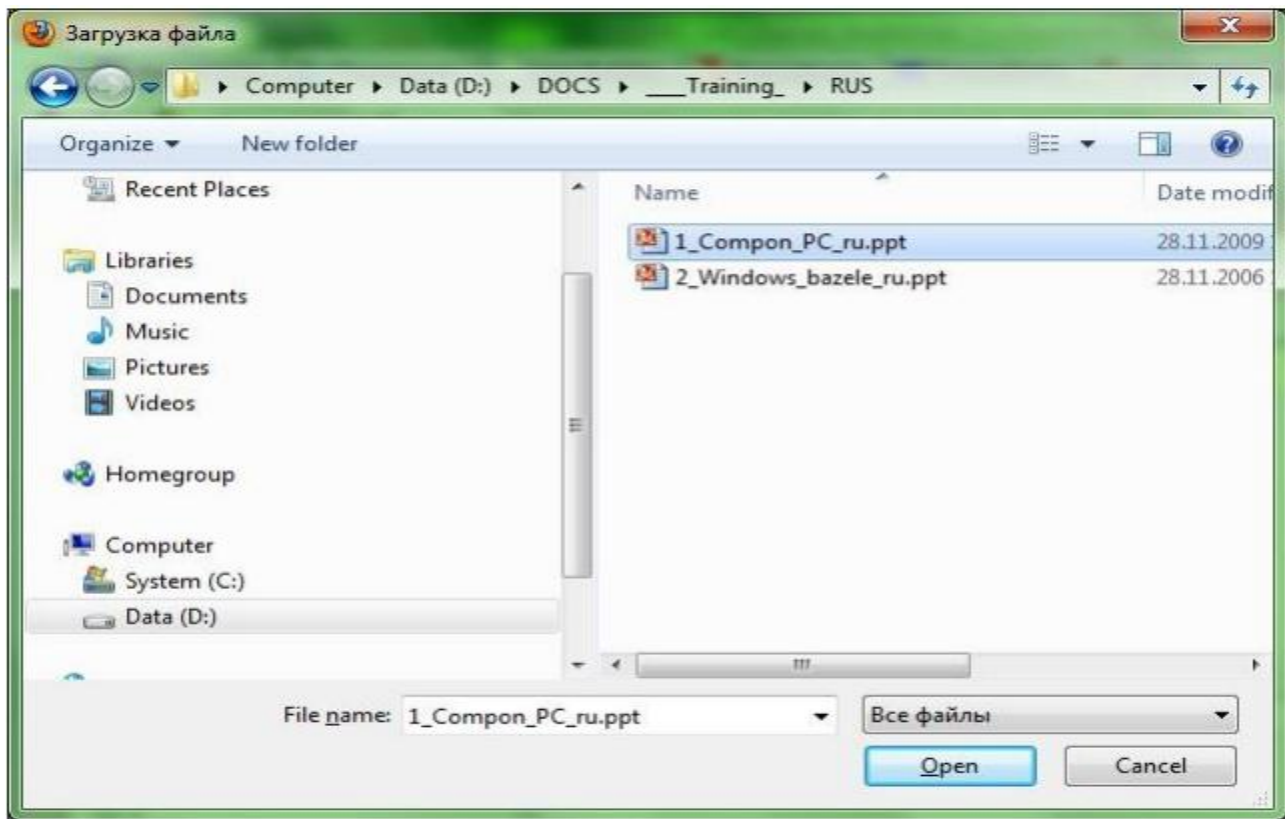 Загрузка файла
Computer Data (D:) DOCS ___Training_ RUS
Organize New folder
Recent Places
Libraries
Documents
Music
Pictures
Videos
Homegroup
Computer
System (C:)
Data (D:)
Name Date modif
1_Compon_PC_ru.ppt 28.11.2009
2_Windows_bazele_ru.ppt 28.11.2006
File name: 1_Compon_PC_ru.ppt Все файлы
Open Cancel